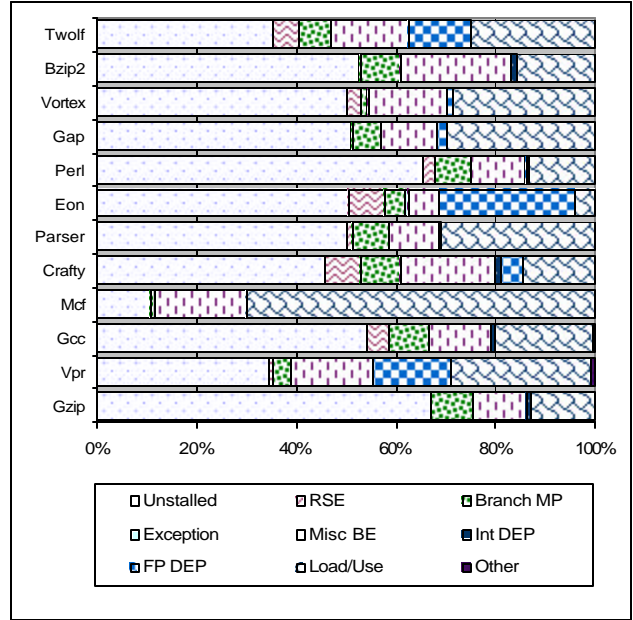 Twolf
Bzip2
Vortex
Gap
Perl
Eon
Parser
Crafty
Mcf
Gcc
Vpr
Gzip
0% 20% 40% 60% 80% 100%
Unstalled RSE Branch MP
Exception Misc BE Int DEP
FP DEP Load/Use Other